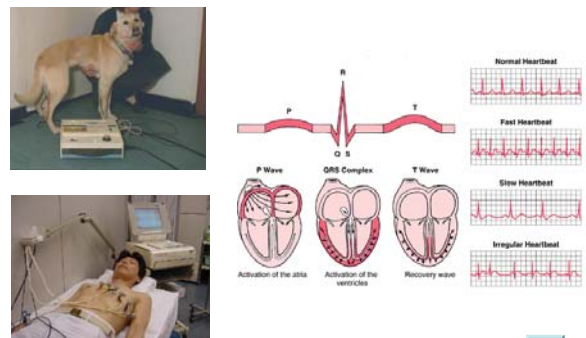 R
P
T
Q S
P Wave
QRS Complex
T Wave
Activation of the atria
Activation of the
ventricles
Recovery wave
Normal Heartbeat
Fast Heartbeat
Slow Heartbeat
Irregular Heartbeat